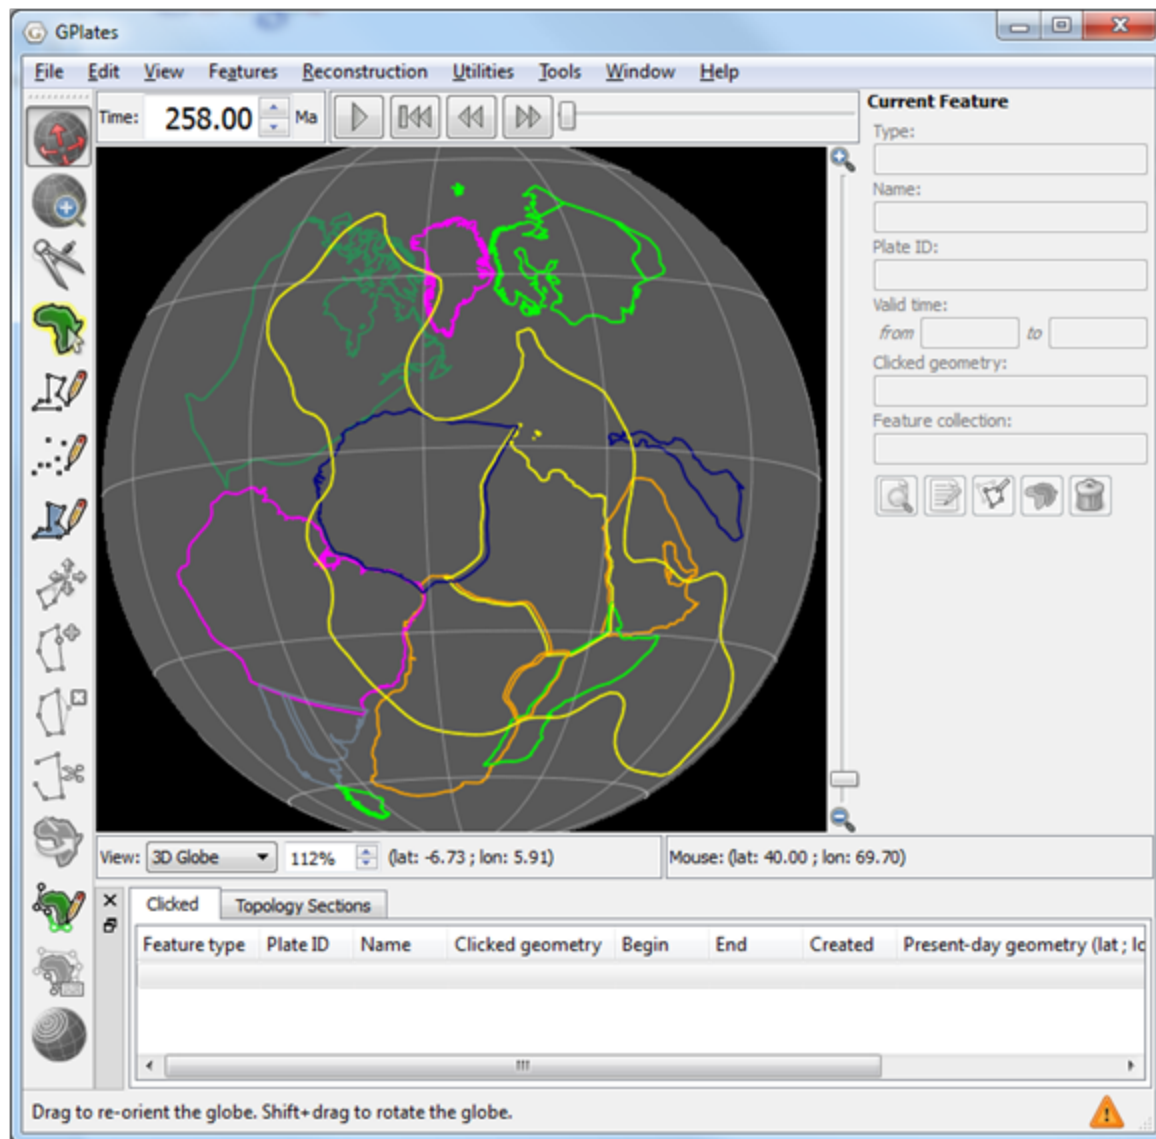 GPlates
File Edit View Features Reconstruction Utilities Tools Window Help
Time: 258.00 Ma
Current Feature
Type:
Name:
Plate ID:
Valid time:
from to
Clicked geometry:
Feature collection:
View: 3D Globe 112% (lat: -6.73 ; lon: 5.91) Mouse: (lat: 40.00 ; lon: 69.70)
Clicked Topology Sections
Feature type Plate ID Name Clicked geometry Begin End Created Present-day geometry (lat ; lo
Drag to re-orient the globe. Shift+drag to rotate the globe.